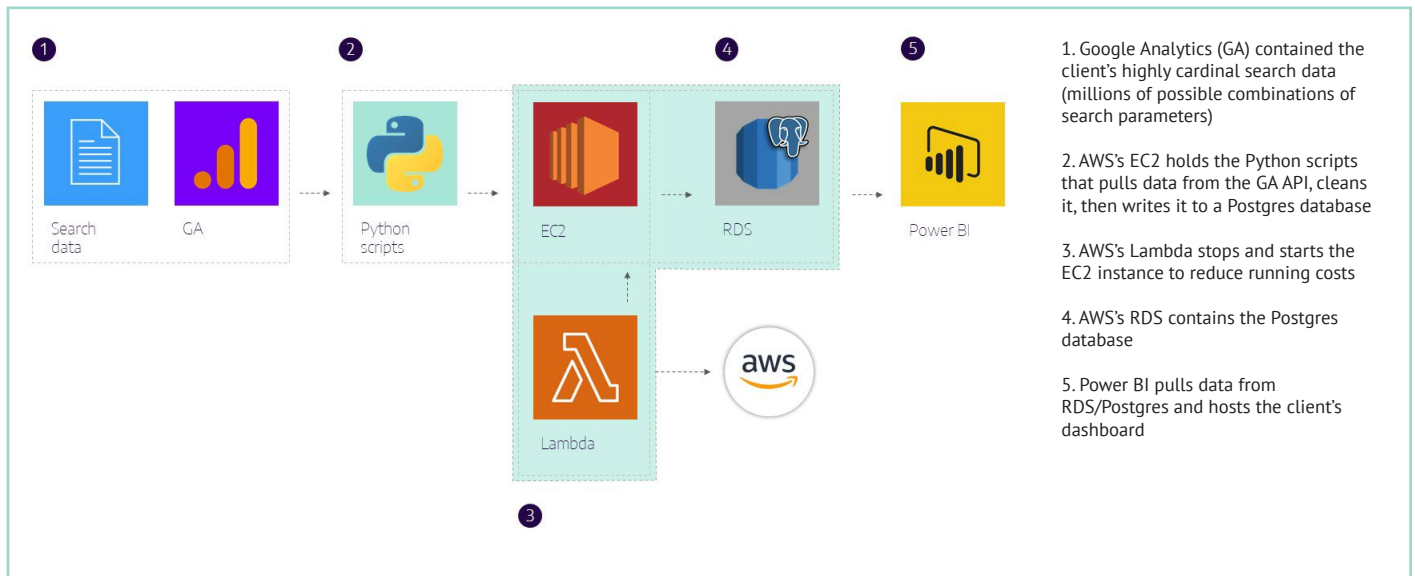 1
2
4
5
Search
data
GA
Python
scripts
EC2
RDS
Power BI
Lambda
aws
3
1. Google Analytics (GA) contained the
client's highly cardinal search data
(millions of possible combinations of
search parameters)
2. AWS's EC2 holds the Python scripts
that pulls data from the GA API, cleans
it, then writes it to a Postgres database
3. AWS's Lambda stops and starts the
EC2 instance to reduce running costs
4. AWS's RDS contains the Postgres
database
5. Power BI pulls data from
RDS/Postgres and hosts the client's
dashboard